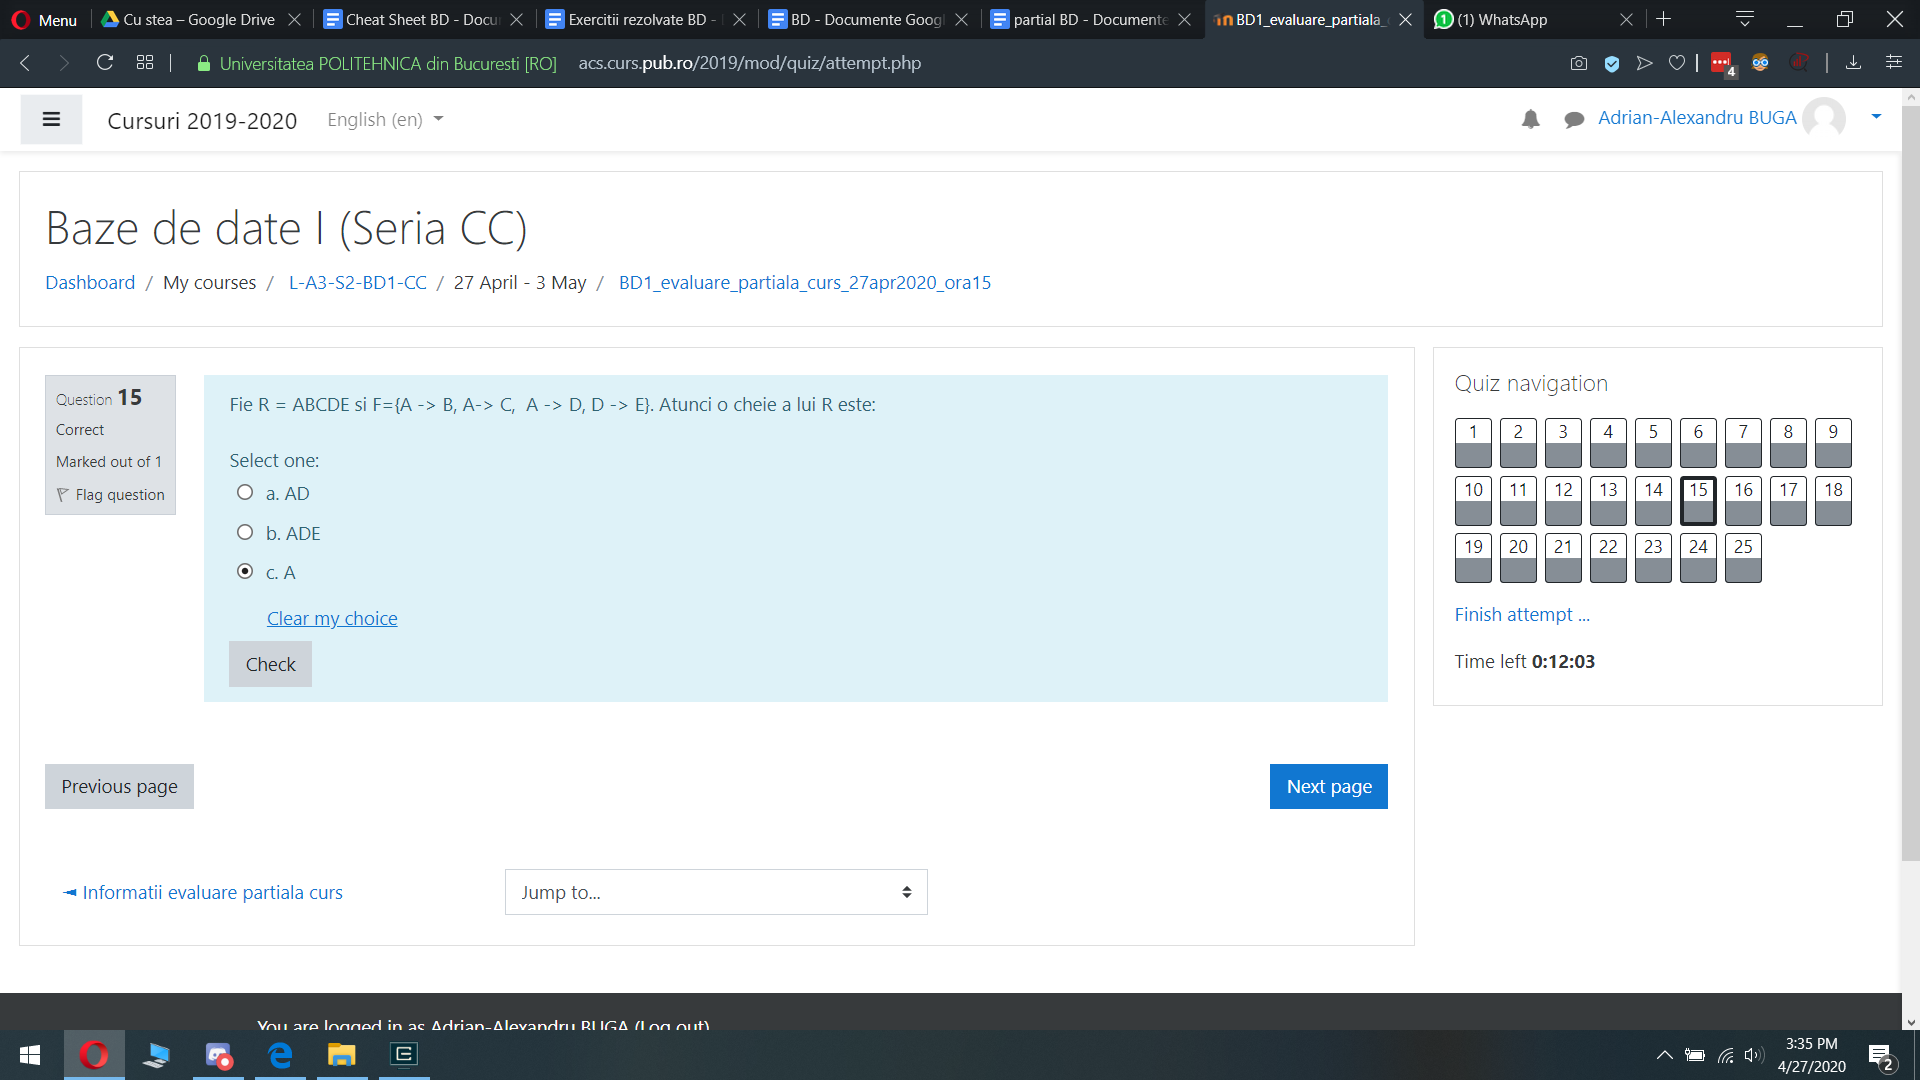 Menu
Cu stea – Google Drive
Cheat Sheet BD - Docu
Exercitii rezolvate BD -
BD - Documente Googl
partial BD - Documente
BD1_evaluare_partiala_
(1) WhatsApp
Universitatea POLITEHNICA din Bucuresti [RO]
acs.curs.pub.ro/2019/mod/quiz/attempt.php
4
Cursuri 2019-2020
English (en)
Adrian-Alexandru BUGA
Baze de date I (Seria CC)
Dashboard / My courses / L-A3-S2-BD1-CC / 27 April - 3 May / BD1_evaluare_partiala_curs_27apr2020_ora15
Question 15
Correct
Marked out of 1
Flag question
Fie R = ABCDE si F={A -> B, A-> C,  A -> D, D -> E}. Atunci o cheie a lui R este:
Select one:
a. AD
b. ADE
c. A
Clear my choice
Check
Previous page
Next page
◄ Informatii evaluare partiala curs
Jump to...
Quiz navigation
1 2 3 4 5 6 7 8 9
10 11 12 13 14 15 16 17 18
19 20 21 22 23 24 25
Finish attempt ...
Time left 0:12:03
You are logged in as Adrian-Alexandru BUGA (Log out)
3:35 PM
4/27/2020
2